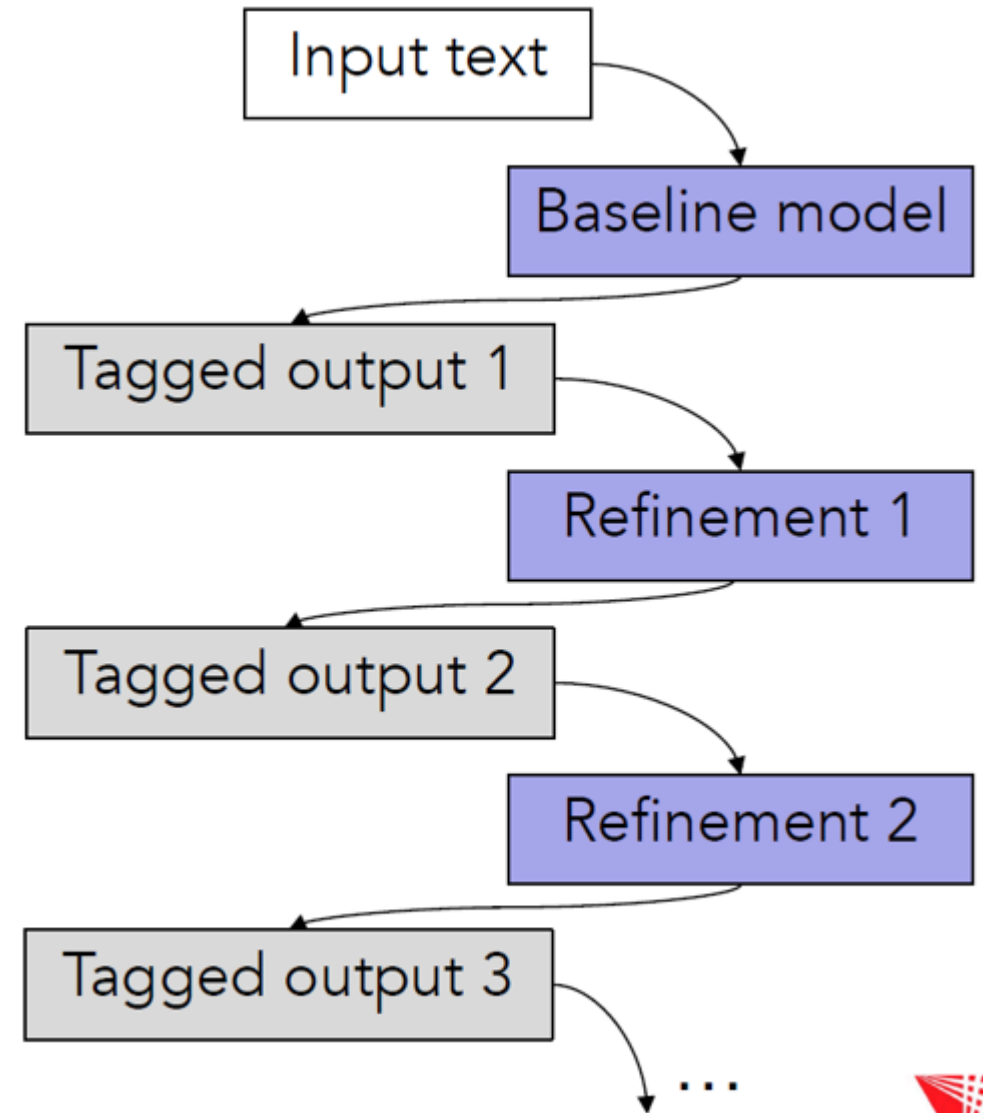 Input text
Baseline model
Tagged output 1
Refinement 1
Tagged output 2
Refinement 2
Tagged output 3
...